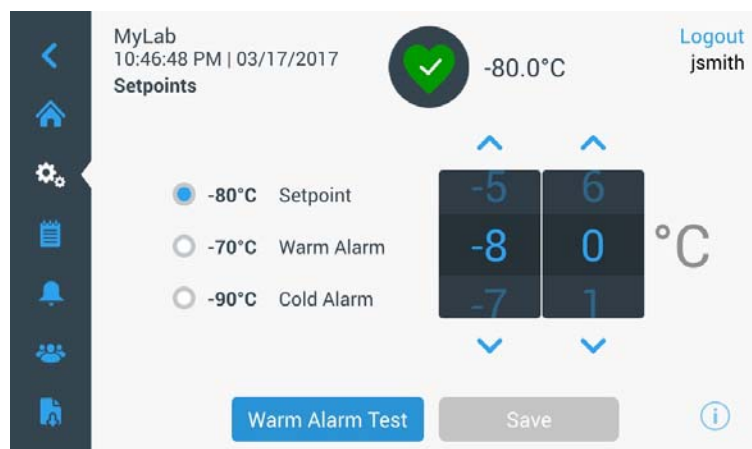 MyLab
10:46:48 PM | 03/17/2017
Setpoints
-80.0°C
Logout
jsmith
-80°C Setpoint
-70°C Warm Alarm
-90°C Cold Alarm
-5 6
-8 0 °C
-7 1
Warm Alarm Test
Save
i